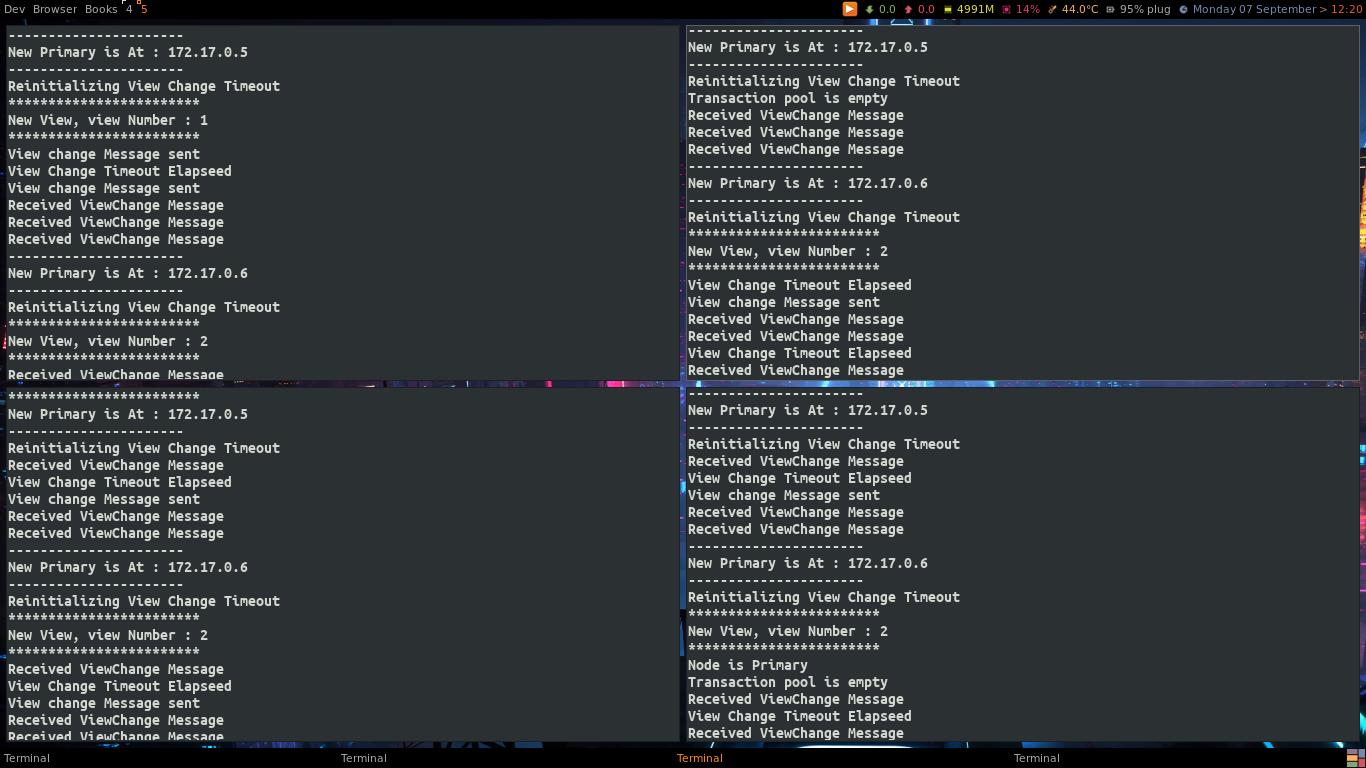 Dev Browser Books 4 5 0.0 0.0 4991M 14% 44.0°C 95% plug Monday 07 September > 12:20
----------------------
New Primary is At : 172.17.0.5
----------------------
Reinitializing View Change Timeout
************************
New View, view Number : 1
************************
View change Message sent
View Change Timeout Elapseed
View change Message sent
Received ViewChange Message
Received ViewChange Message
Received ViewChange Message
----------------------
New Primary is At : 172.17.0.6
----------------------
Reinitializing View Change Timeout
************************
New View, view Number : 2
************************
Received ViewChange Message
----------------------
New Primary is At : 172.17.0.5
----------------------
Reinitializing View Change Timeout
Transaction pool is empty
Received ViewChange Message
Received ViewChange Message
Received ViewChange Message
----------------------
New Primary is At : 172.17.0.6
----------------------
Reinitializing View Change Timeout
************************
New View, view Number : 2
************************
View Change Timeout Elapseed
View change Message sent
Received ViewChange Message
Received ViewChange Message
View Change Timeout Elapseed
Received ViewChange Message
************************
New Primary is At : 172.17.0.5
----------------------
Reinitializing View Change Timeout
Received ViewChange Message
View Change Timeout Elapseed
View change Message sent
Received ViewChange Message
Received ViewChange Message
----------------------
New Primary is At : 172.17.0.6
----------------------
Reinitializing View Change Timeout
************************
New View, view Number : 2
************************
Received ViewChange Message
View Change Timeout Elapseed
View change Message sent
Received ViewChange Message
Received ViewChange Message
----------------------
New Primary is At : 172.17.0.5
----------------------
Reinitializing View Change Timeout
Received ViewChange Message
View Change Timeout Elapseed
View change Message sent
Received ViewChange Message
Received ViewChange Message
----------------------
New Primary is At : 172.17.0.6
----------------------
Reinitializing View Change Timeout
************************
New View, view Number : 2
************************
Node is Primary
Transaction pool is empty
Received ViewChange Message
View Change Timeout Elapseed
Received ViewChange Message
Terminal Terminal Terminal Terminal